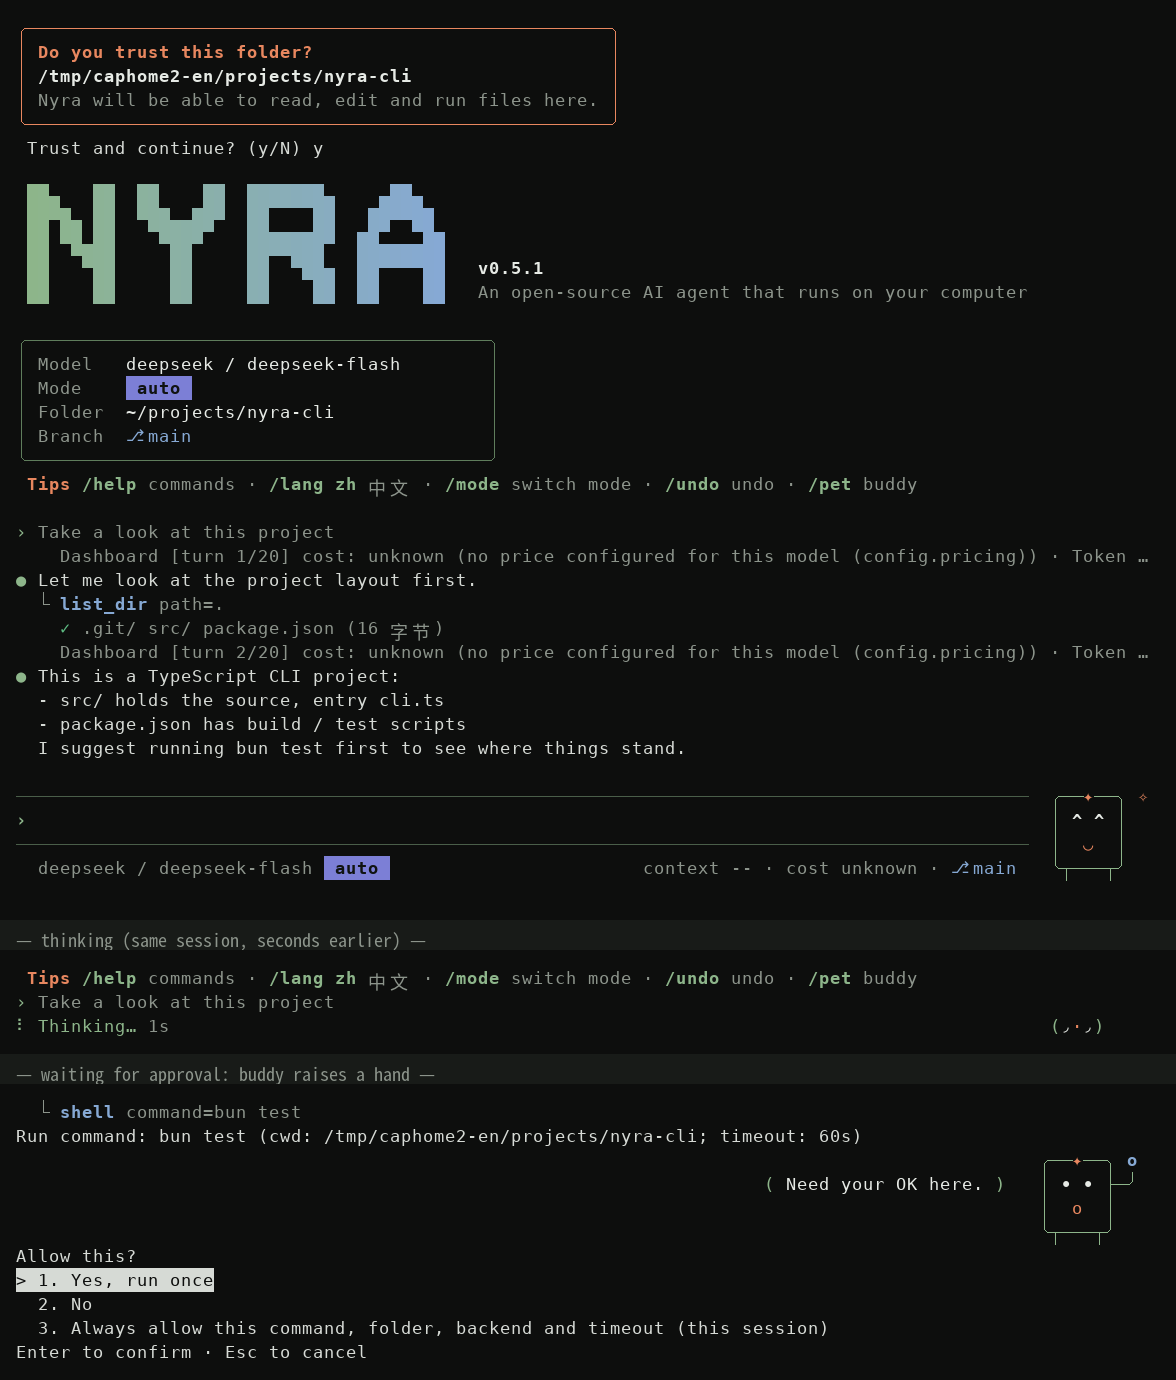 Do you trust this folder?
/tmp/caphome2-en/projects/nyra-cli
Nyra will be able to read, edit and run files here.
Trust and continue? (y/N) y
NYRA
v0.5.1
An open-source AI agent that runs on your computer
Model deepseek / deepseek-flash
Mode auto
Folder ~/projects/nyra-cli
Branch ⎇ main
Tips /help commands · /lang zh 中文 · /mode switch mode · /undo undo · /pet buddy
› Take a look at this project
Dashboard [turn 1/20] cost: unknown (no price configured for this model (config.pricing)) · Token …
● Let me look at the project layout first.
└ list_dir path=.
✓ .git/ src/ package.json (16 字节)
Dashboard [turn 2/20] cost: unknown (no price configured for this model (config.pricing)) · Token …
● This is a TypeScript CLI project:
- src/ holds the source, entry cli.ts
- package.json has build / test scripts
I suggest running bun test first to see where things stand.
›
deepseek / deepseek-flash auto context -- · cost unknown · ⎇ main
— thinking (same session, seconds earlier) —
Tips /help commands · /lang zh 中文 · /mode switch mode · /undo undo · /pet buddy
› Take a look at this project
⠇ Thinking… 1s
— waiting for approval: buddy raises a hand —
└ shell command=bun test
Run command: bun test (cwd: /tmp/caphome2-en/projects/nyra-cli; timeout: 60s)
( Need your OK here. )
Allow this?
> 1. Yes, run once
2. No
3. Always allow this command, folder, backend and timeout (this session)
Enter to confirm · Esc to cancel